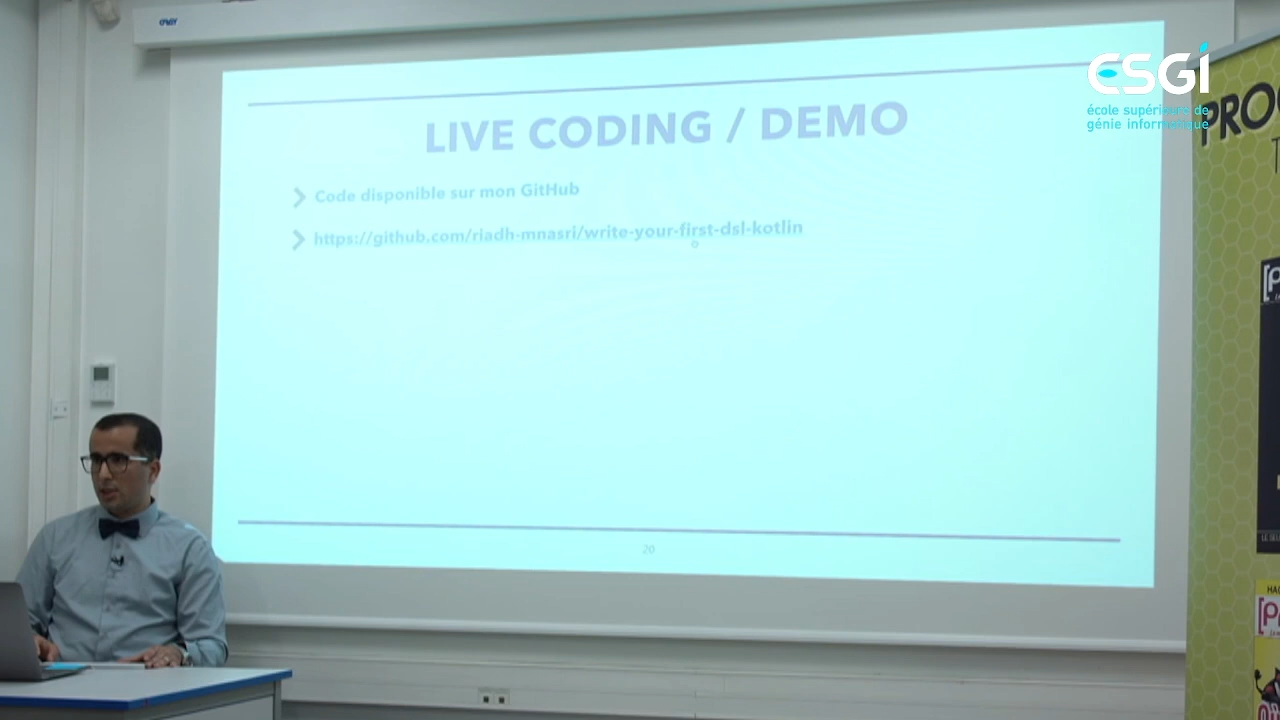 ESGI
école supérieure de
génie informatique
LIVE CODING / DEMO
Code disponible sur mon GitHub
https://github.com/riadh-mnasri/write-your-first-dsl-kotlin
20